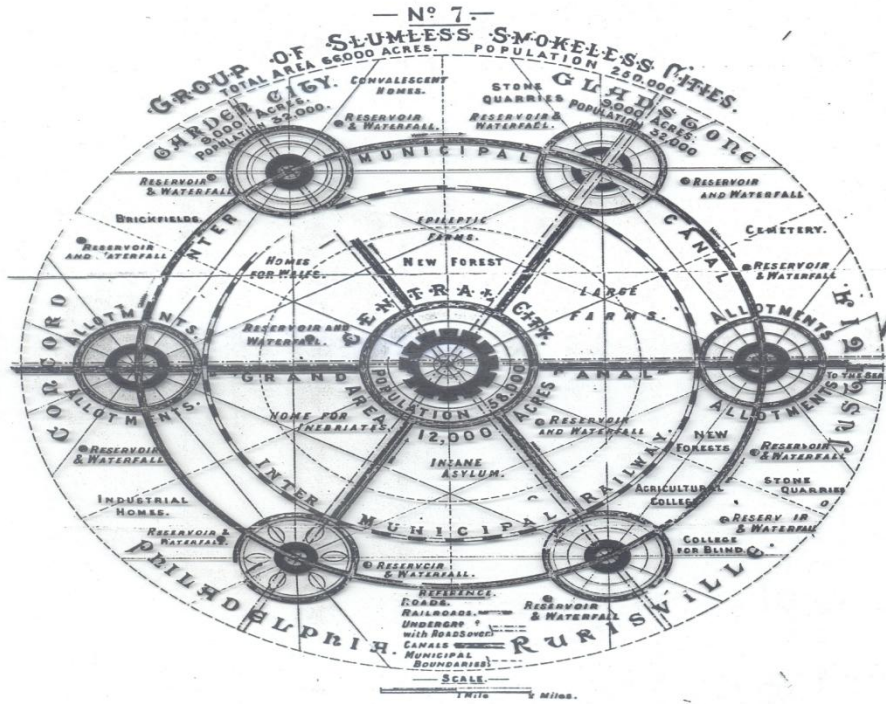 — No 7. —
GROUP OF SLUMLESS SMOKELESS CITIES.
TOTAL AREA 66,000 ACRES. POPULATION 250,000
GARDEN CITY.
9,000 ACRES.
POPULATION 32,000.
CONVALESCENT
HOMES.
STONE
QUARRIES
GLADSTONE
9,000 ACRES:
POPULATION
32,000
RESERVOIR
& WATERFALL.
RESERVOIR &
WATERFALL.
INTER MUNICIPAL CANAL
RESERVOIR
& WATERFALL
RESERVOIR
AND WATERFALL
BRICKFIELDS.
CEMETERY.
RESERVOIR
AND WATERFALL
RESERVOIR &
WATERFALL
EPILEPTIC
FARMS.
NEW FOREST
HOMES
FOR WAIFS.
LARGE
FARMS.
CENTRAL CITY.
CONCORD
ALLOTMENTS.
ALLOTMENTS.
RESERVOIR AND
WATERFALL.
GRAND CANAL
ALLOTMENTS
ALLOTMENTS
TO THE SEA
JUSTITIA
AREA 12,000 ACRES
POPULATION 58,000
HOME FOR
INEBRIATES.
RESERVOIR
AND WATERFALL
RESERVOIR
& WATERFALL
INSANE
ASYLUM.
NEW
FORESTS
RESERVOIR
& WATERFALL
INTER MUNICIPAL RAILWAY.
AGRICULTURAL
COLLEGE
STONE
QUARRIES
INDUSTRIAL
HOMES.
RESERVOIR &
WATERFALL
RESERV IR
& WATERFALL
COLLEGE
FOR BLIND.
RESERVOIR
& WATERFALL.
PHILADELPHIA.
RURISVILLE
REFERENCE
ROADS.
RAILROADS.
UNDERGR
with ROADS over
CANALS
MUNICIPAL
BOUNDARIES
RESERVOIR
& WATERFALL
— SCALE. —
1 Mile Miles.